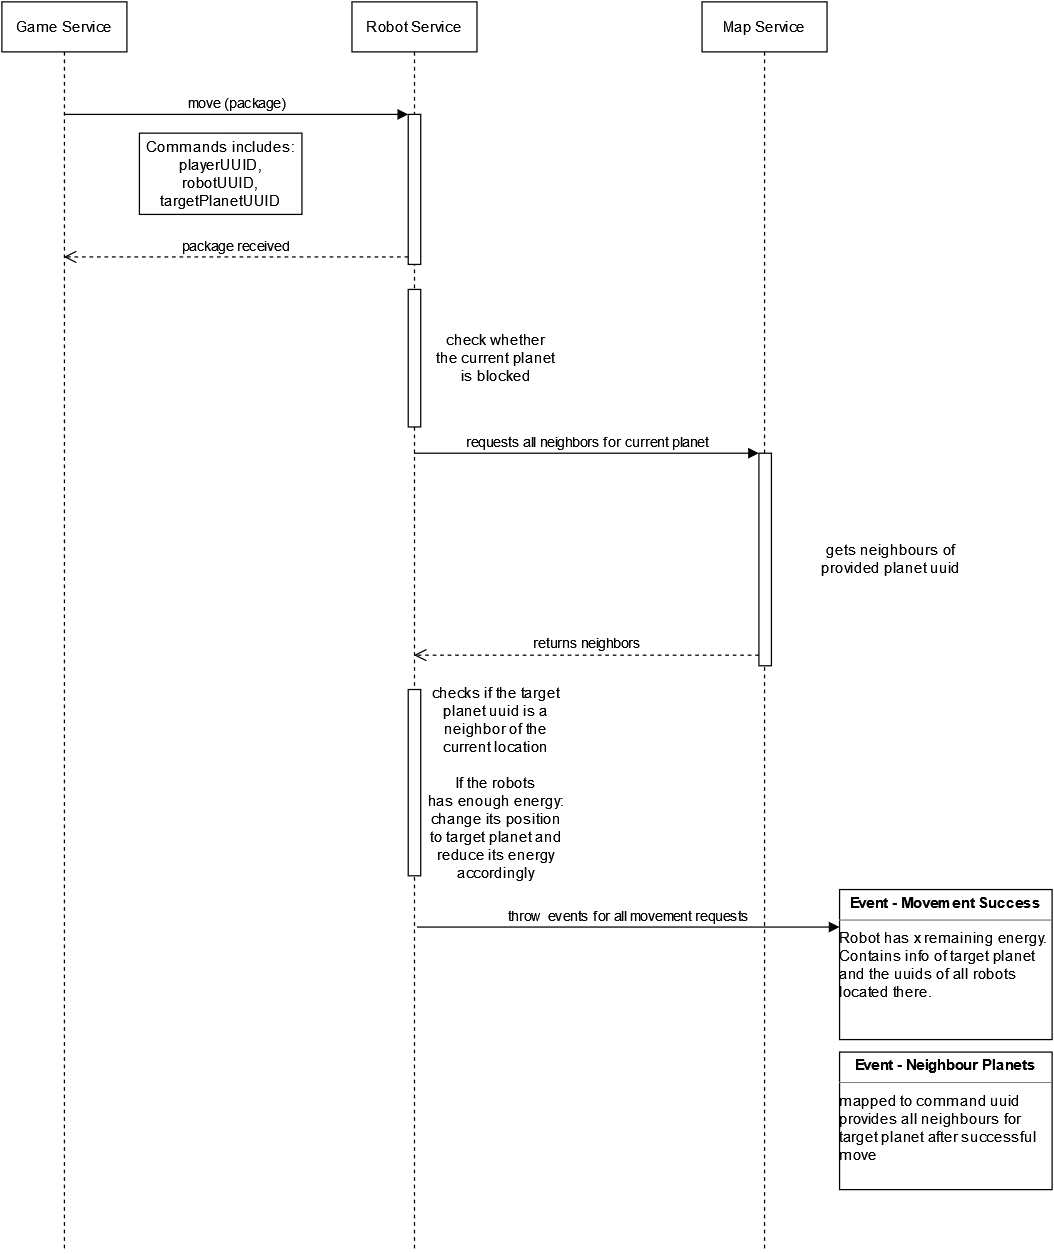 Game Service
Robot Service
Map Service
move (package)
Commands includes:
playerUUID,
robotUUID,
targetPlanetUUID
package received
check whether
the current planet
is blocked
requests all neighbors for current planet
gets neighbours of
provided planet uuid
returns neighbors
checks if the target
planet uuid is a
neighbor of the
current location
If the robots
has enough energy:
change its position
to target planet and
reduce its energy
accordingly
throw events for all movement requests
Event - Movement Success
Robot has x remaining energy.
Contains info of target planet
and the uuids of all robots
located there.
Event - Neighbour Planets
mapped to command uuid
provides all neighbours for
target planet after successful
move